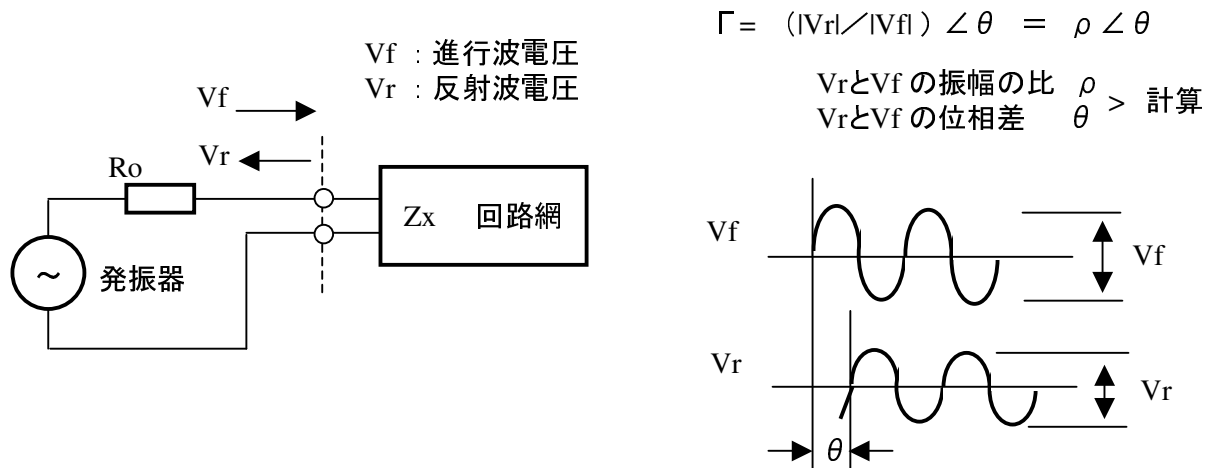 Vf : 進行波電圧
Vr : 反射波電圧
Vf
Vr
Ro
Zx 回路網
～ 発振器
Γ = (|Vr|／|Vf|) ∠θ = ρ∠θ
VrとVf の振幅の比 ρ
VrとVf の位相差 θ
> 計算
Vf
Vf
Vr
Vr
θ